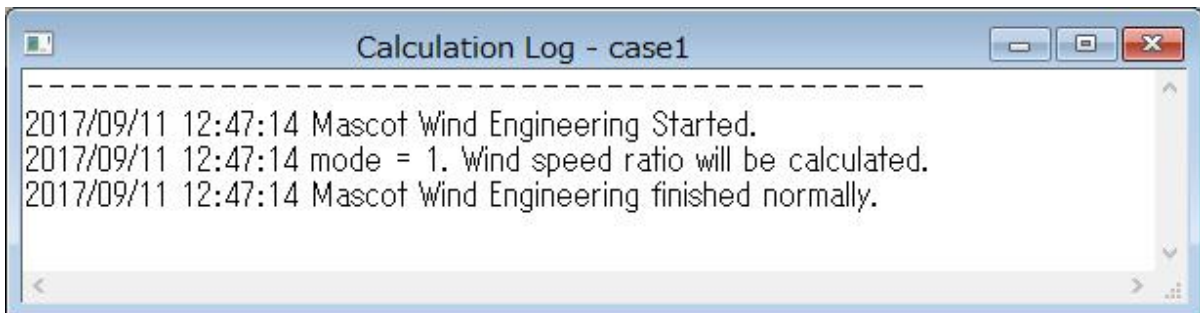 Calculation Log - case1
--------------------------------------------
2017/09/11 12:47:14 Mascot Wind Engineering Started.
2017/09/11 12:47:14 mode = 1. Wind speed ratio will be calculated.
2017/09/11 12:47:14 Mascot Wind Engineering finished normally.